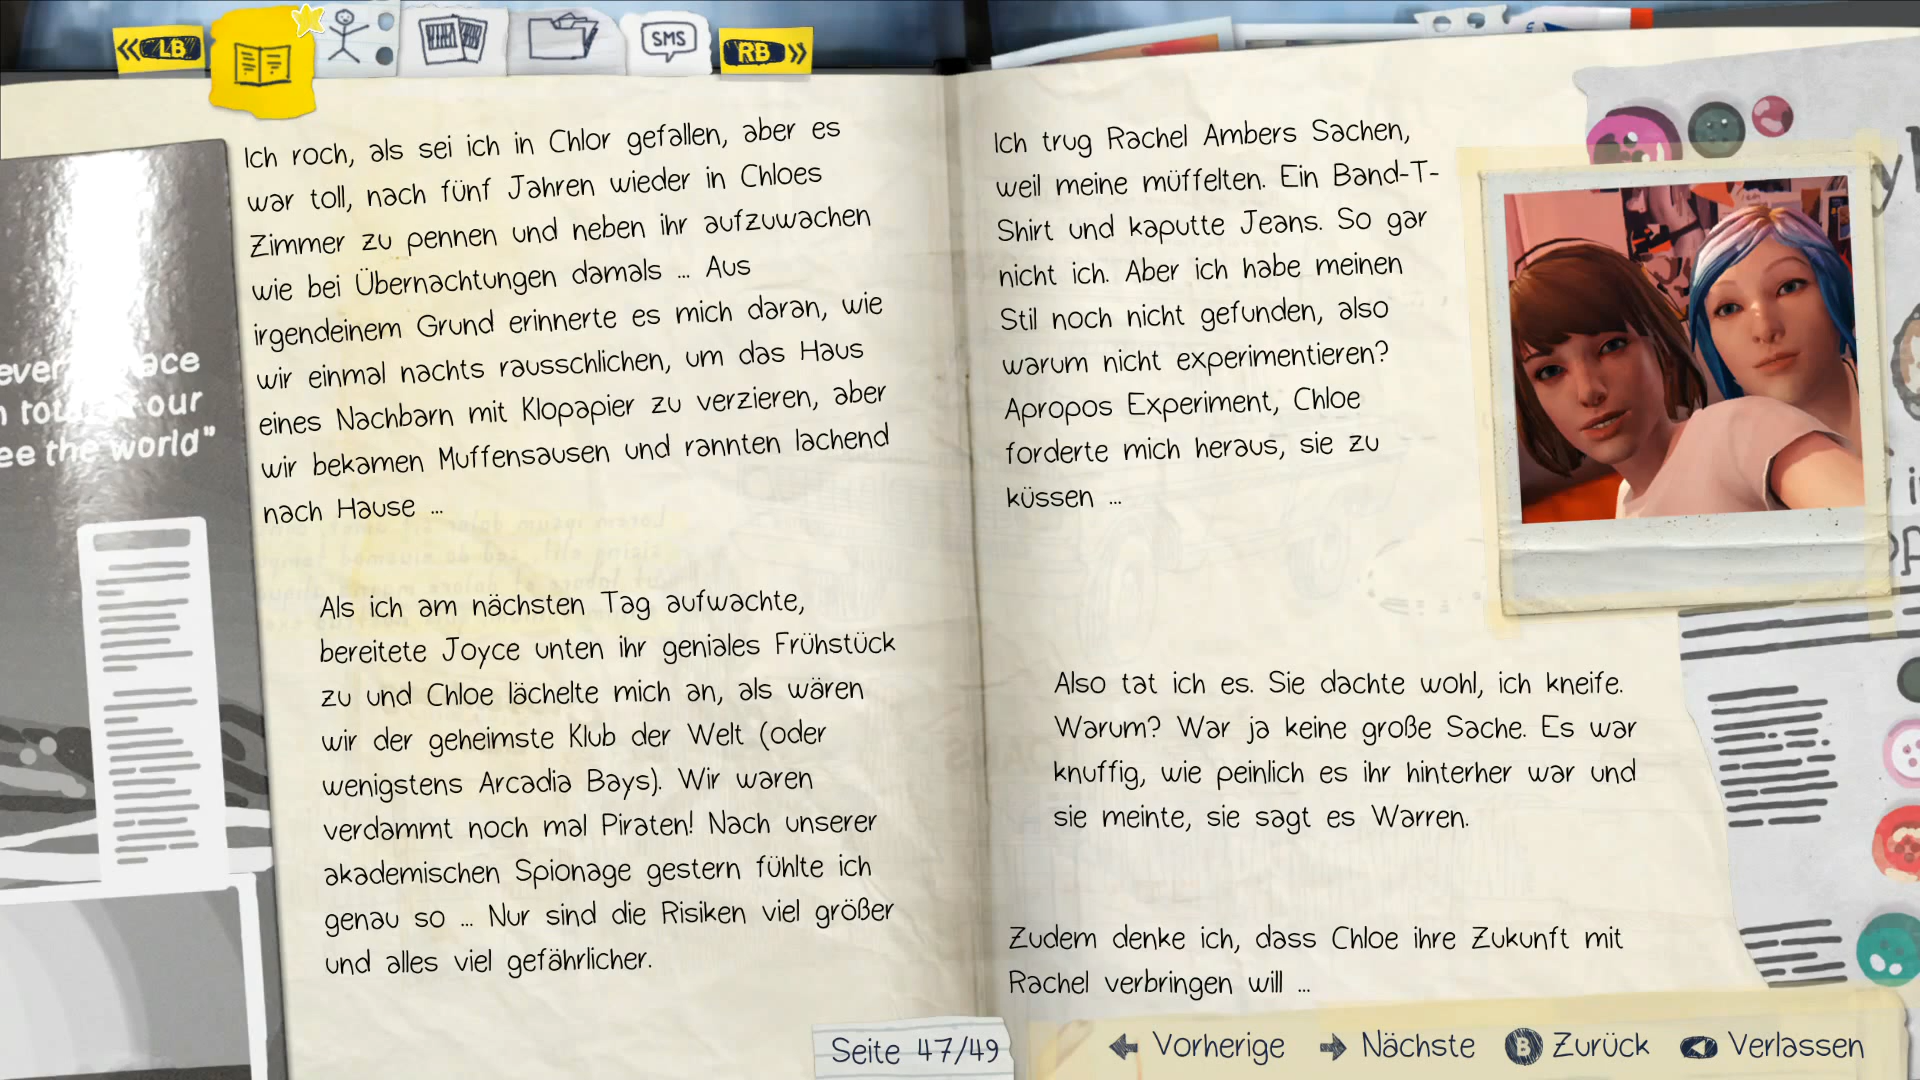 LB
SMS
RB
Ich roch, als sei ich in Chlor gefallen, aber es
war toll, nach fünf Jahren wieder in Chloes
Zimmer zu pennen und neben ihr aufzuwachen
wie bei Übernachtungen damals ... Aus
irgendeinem Grund erinnerte es mich daran, wie
wir einmal nachts rausschlichen, um das Haus
eines Nachbarn mit Klopapier zu verzieren, aber
wir bekamen Muffensausen und rannten lachend
nach Hause ...
Als ich am nächsten Tag aufwachte,
bereitete Joyce unten ihr geniales Frühstück
zu und Chloe lächelte mich an, als wären
wir der geheimste Klub der Welt (oder
wenigstens Arcadia Bays). Wir waren
verdammt noch mal Piraten! Nach unserer
akademischen Spionage gestern fühlte ich
genau so ... Nur sind die Risiken viel größer
und alles viel gefährlicher.
our
the world"
Ich trug Rachel Ambers Sachen,
weil meine müffelten. Ein Band-T-
Shirt und kaputte Jeans. So gar
nicht ich. Aber ich habe meinen
Stil noch nicht gefunden, also
warum nicht experimentieren?
Apropos Experiment, Chloe
forderte mich heraus, sie zu
küssen ...
Also tat ich es. Sie dachte wohl, ich kneife.
Warum? War ja keine große Sache. Es war
knuffig, wie peinlich es ihr hinterher war und
sie meinte, sie sagt es Warren.
Zudem denke ich, dass Chloe ihre Zukunft mit
Rachel verbringen will ...
Seite 47/49
Vorherige
Nächste
B Zurück
Verlassen